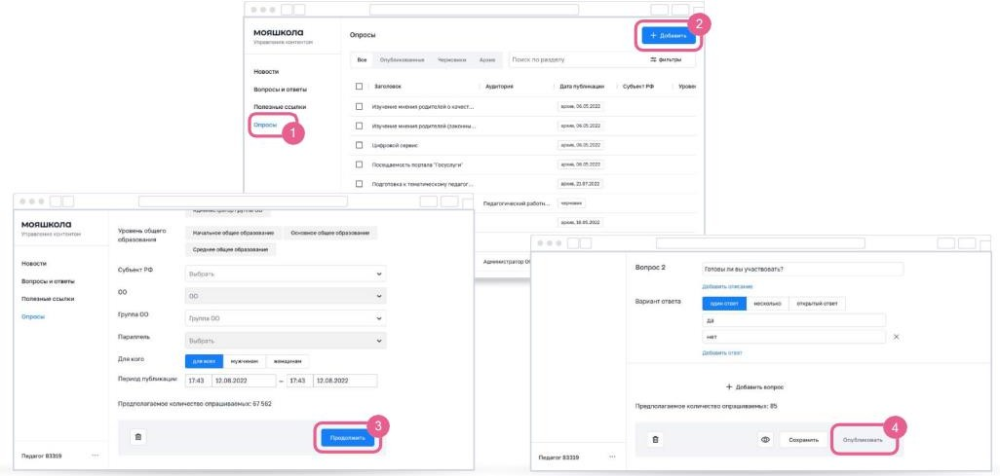 мояшкола
Управление контентом
Новости
Вопросы и ответы
Полезные ссылки
Опросы
1
Опросы
+ Добавить
2
Все Опубликованные Черновики Архив Поиск по разделу фильтры
Заголовок Аудитория Дата публикации Субъект РФ Уровен
Изучение мнения родителей о качест... архив, 06.05.2022
Изучение мнения родителей (законны... архив, 06.05.2022
Цифровой сервис архив, 06.05.2022
Посещаемость портала "Госуслуги" архив, 06.05.2022
Подготовка к тематическому педагог... архив, 21.07.2022
Педагогический работн... черновик
архив, 18.05.2022
Администратор ОО
мояшкола
Управление контентом
Новости
Вопросы и ответы
Полезные ссылки
Опросы
Педагог 83319 ...
Администратор группы ОО
Уровень общего
образования
Начальное общее образование Основное общее образование
Среднее общее образование
Субъект РФ Выбрать
ОО ОО
Группа ОО Группа ОО
Параллель Выбрать
Для кого для всех мужчинам женщинам
Период публикации 17:43 12.08.2022 – 17:43 12.08.2022
Предполагаемое количество опрашиваемых: 67 562
Продолжить
3
Вопрос 2 Готовы ли вы участвовать?
Добавить описание
Вариант ответа один ответ несколько открытый ответ
да
нет ×
Добавить ответ
+ Добавить вопрос
Предполагаемое количество опрашиваемых: 85
Сохранить Опубликовать
4
Педагог 83319 ...